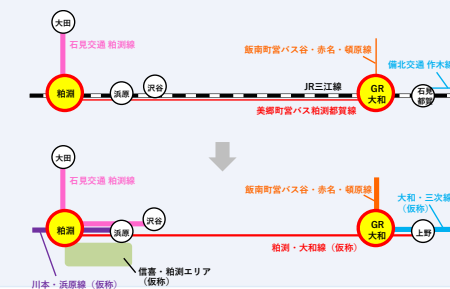 大田
石見交通 粕淵線
飯南町営バス谷・赤名・頓原線
備北交通 作木線
粕淵
浜原
沢谷
JR三江線
GR
大和
石見
都賀
美郷町営バス粕淵都賀線
大田
石見交通 粕淵線
飯南町営バス谷・赤名・頓原線
大和・三次線
（仮称）
粕淵
浜原
沢谷
GR
大和
上野
粕淵・大和線（仮称）
信喜・粕淵エリア
（仮称）
川本・浜原線（仮称）